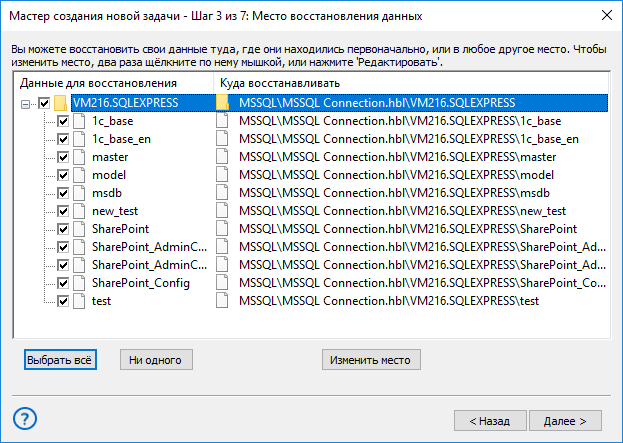 Мастер создания новой задачи - Шаг 3 из 7: Место восстановления данных
Вы можете восстановить свои данные туда, где они находились первоначально, или в любое другое место. Чтобы
изменить место, два раза щёлкните по нему мышкой, или нажмите 'Редактировать'.
Данные для восстановления Куда восстанавливать
VM216.SQLEXPRESS MSSQL\MSSQL Connection.hbl\VM216.SQLEXPRESS
1c_base MSSQL\MSSQL Connection.hbl\VM216.SQLEXPRESS\1c_base
1c_base_en MSSQL\MSSQL Connection.hbl\VM216.SQLEXPRESS\1c_base_en
master MSSQL\MSSQL Connection.hbl\VM216.SQLEXPRESS\master
model MSSQL\MSSQL Connection.hbl\VM216.SQLEXPRESS\model
msdb MSSQL\MSSQL Connection.hbl\VM216.SQLEXPRESS\msdb
new_test MSSQL\MSSQL Connection.hbl\VM216.SQLEXPRESS\new_test
SharePoint MSSQL\MSSQL Connection.hbl\VM216.SQLEXPRESS\SharePoint
SharePoint_AdminC... MSSQL\MSSQL Connection.hbl\VM216.SQLEXPRESS\SharePoint_Ad...
SharePoint_AdminC... MSSQL\MSSQL Connection.hbl\VM216.SQLEXPRESS\SharePoint_Ad...
SharePoint_Config MSSQL\MSSQL Connection.hbl\VM216.SQLEXPRESS\SharePoint_Co...
test MSSQL\MSSQL Connection.hbl\VM216.SQLEXPRESS\test
Выбрать всё Ни одного Изменить место
? < Назад Далее >